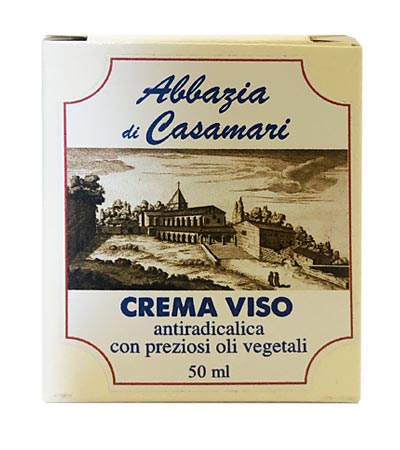 Abbazia
di Casamari
CREMA VISO
antiradicalica
con preziosi oli vegetali
50 ml